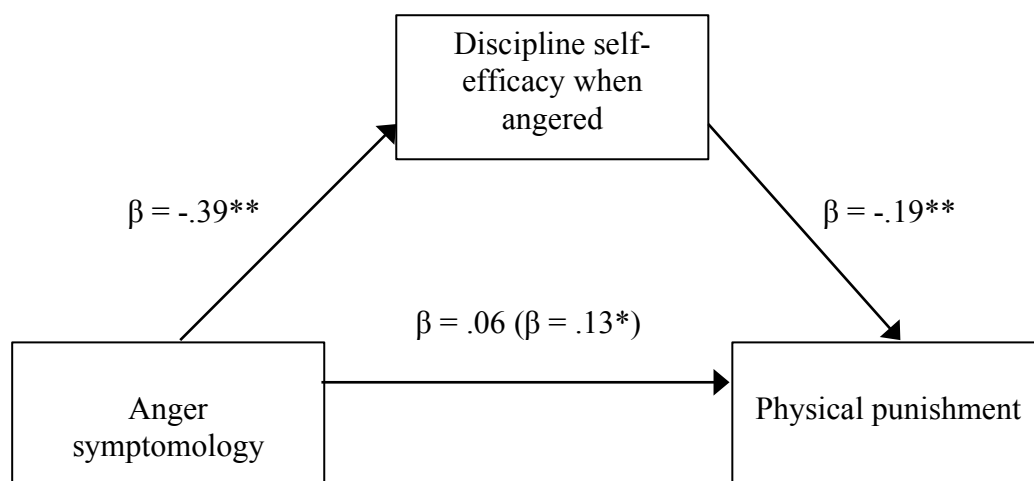 Discipline self-
efficacy when
angered
β = -.39**
β = -.19**
β = .06 (β = .13*)
Anger
symptomology
Physical punishment